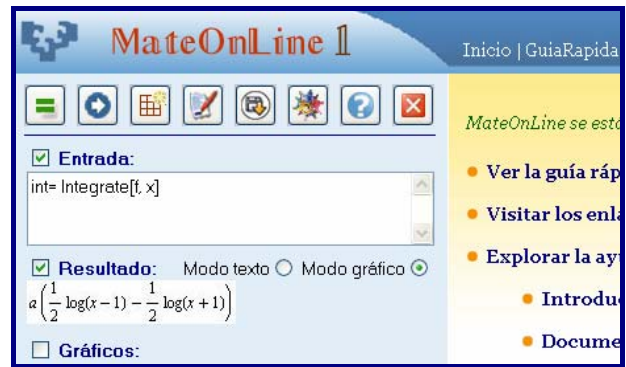 MateOnLine 1
Inicio | GuiaRapida
Entrada:
int= Integrate[f, x]
Resultado: Modo texto Modo gráfico
a(1/2 log(x − 1) − 1/2 log(x + 1))
Gráficos:
MateOnLine se está
Ver la guía ráp
Visitar los enla
Explorar la ay
Introdu
Docume